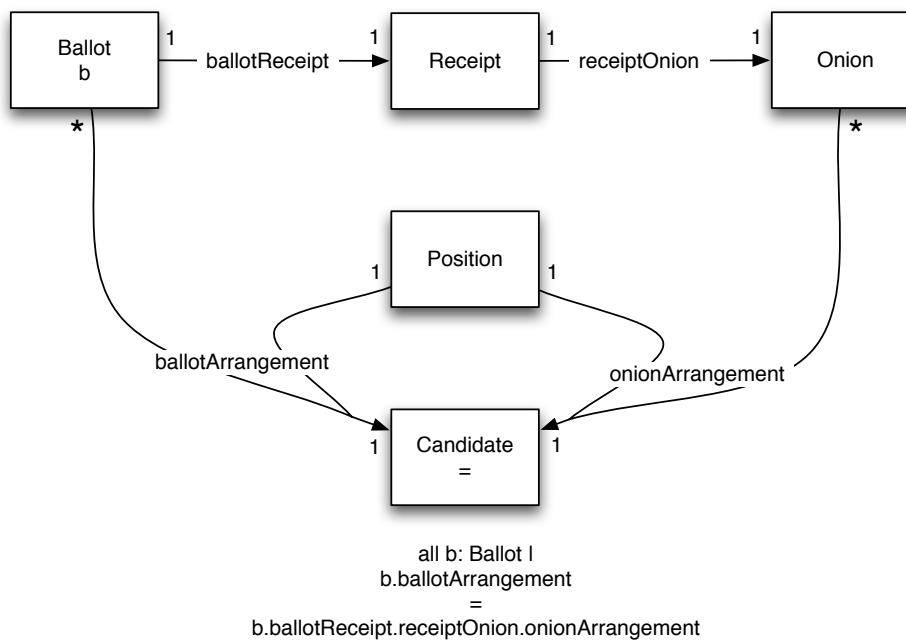 Ballot
b
1
ballotReceipt
1
Receipt
1
receiptOnion
1
Onion
*
*
Position
1
1
ballotArrangement
onionArrangement
Candidate
=
1
1
all b: Ballot |
b.ballotArrangement
=
b.ballotReceipt.receiptOnion.onionArrangement